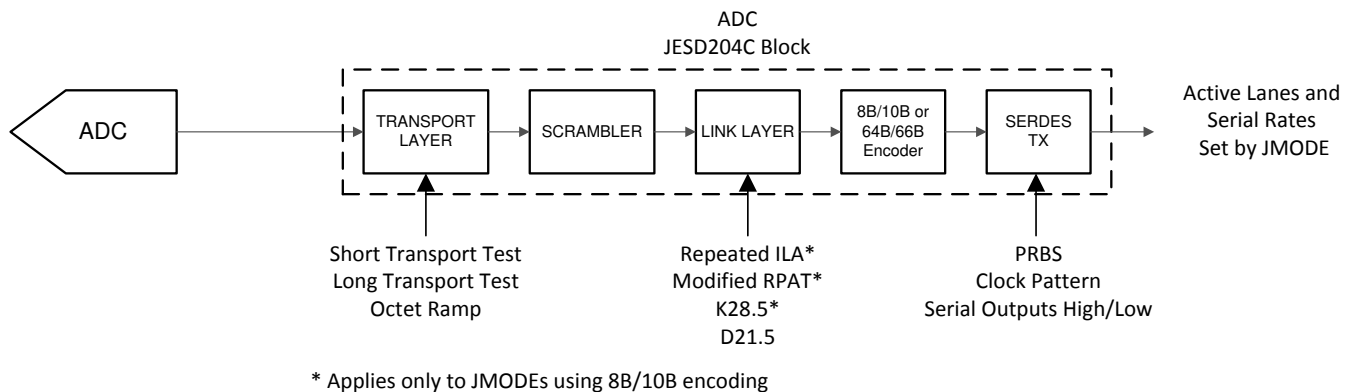 ADC
JESD204C Block
ADC
TRANSPORT
LAYER
SCRAMBLER
LINK LAYER
8B/10B or
64B/66B
Encoder
SERDES
TX
Active Lanes and
Serial Rates
Set by JMODE
Short Transport Test
Long Transport Test
Octet Ramp
Repeated ILA*
Modified RPAT*
K28.5*
D21.5
PRBS
Clock Pattern
Serial Outputs High/Low
* Applies only to JMODEs using 8B/10B encoding